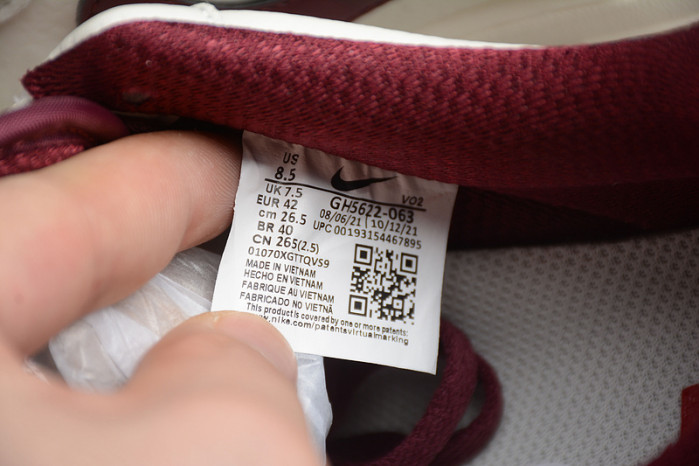 US
8.5
VO2
UK 7.5
GH5622-063
EUR 42
08/06/21 | 10/12/21
cm 26.5
UPC 00193154467895
BR 40
CN 265(2.5)
01070XGTTQVS9
MADE IN VIETNAM
HECHO EN VIETNAM
FABRIQUE AU VIETNAM
FABRICADO NO VIETNÃ
This product is covered by one or more patents:
.nike.com/patentsvirtualmarking